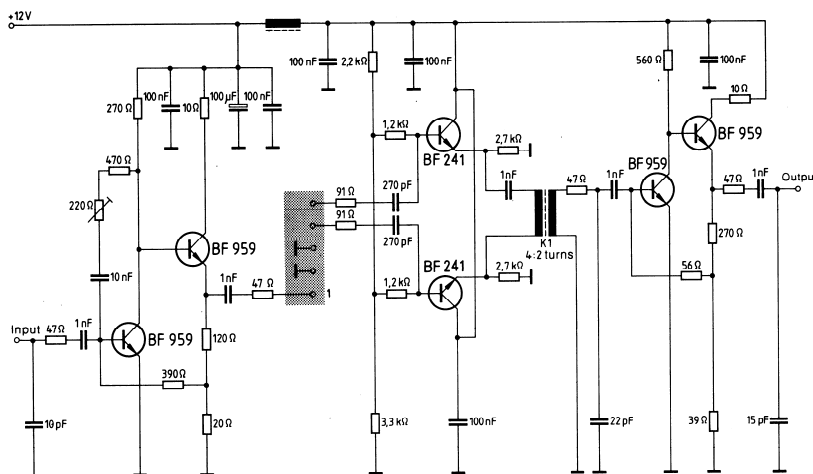 +12V
100 nF
2,2 kΩ
100 nF
560 Ω
100 nF
10 Ω
270 Ω
100 nF
10 Ω
100 µF
100 nF
BF 959
1,2 kΩ
BF 241
2,7 kΩ
470 Ω
220 Ω
91 Ω
270 pF
91 Ω
270 pF
1nF
47 Ω
1 nF
BF 959
47 Ω
1nF
Outpu
BF 959
K1
4:2 turns
270 Ω
10 nF
1nF
47 Ω
1
BF 241
1,2 kΩ
2,7 kΩ
56 Ω
Input
47Ω
1nF
BF 959
120 Ω
390Ω
10 pF
20 Ω
3,3 kΩ
100 nF
22 pF
39 Ω
15 pF